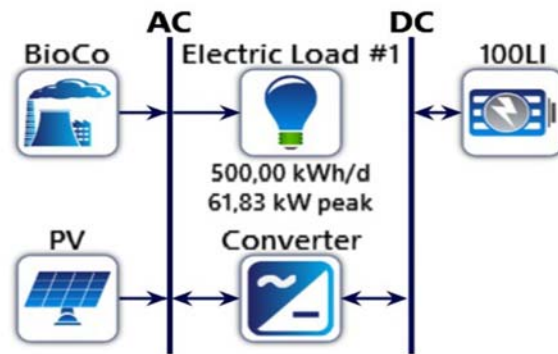 AC
DC
BioCo
Electric Load #1
100LI
500,00 kWh/d
61,83 kW peak
PV
Converter